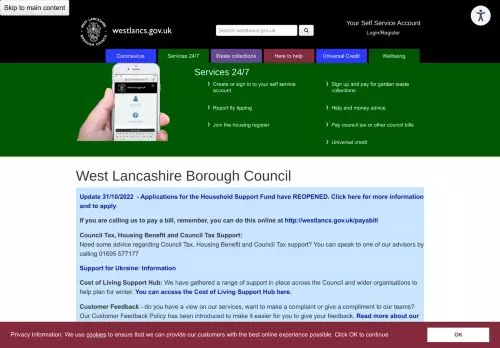 Skip to main content
WEST LANCASHIRE BOROUGH COUNCIL
westlancs.gov.uk
Search westlancs.gov.uk
Your Self Service Account
Login/Register
Coronavirus
Services 24/7
Waste collections
Here to help
Universal Credit
Wellbeing
Services 24/7
Create or sign in to your self service
account
Report fly tipping
Join the housing register
Sign up and pay for garden waste
collections
Help and money advice
Pay council tax or other council bills
Universal credit
West Lancashire Borough Council
Update 31/10/2022 - Applications for the Household Support Fund have REOPENED. Click here for more information
and to apply.
If you are calling us to pay a bill, remember, you can do this online at http://westlancs.gov.uk/paybill/
Council Tax, Housing Benefit and Council Tax Support:
Need some advice regarding Council Tax, Housing Benefit and Council Tax support? You can speak to one of our advisors by
calling 01695 577177
Support for Ukraine: Information
Cost of Living Support Hub: We have gathered a range of support in place across the Council and wider organisations to
help plan for winter. You can access the Cost of Living Support Hub here.
Customer Feedback - do you have a view on our services, want to make a complaint or give a compliment to our teams?
Our Customer Feedback Policy has been introduced to make it easier for you to give your feedback. Read more about our
Privacy Information: We use cookies to ensure that we can provide our customers with the best online experience possible. Click OK to continue
OK